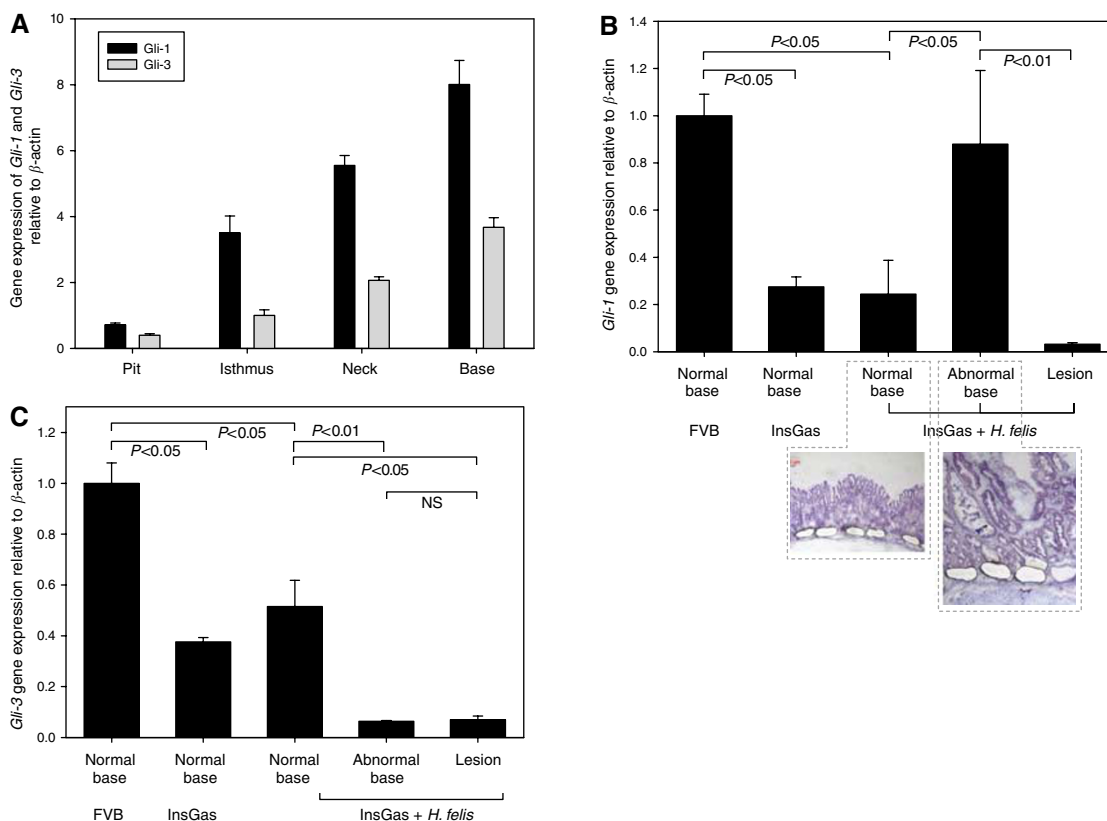 A
10
8
6
4
2
0
Gene expression of Gli-1 and Gli-3
relative to β-actin
Gli-1
Gli-3
Pit Isthmus Neck Base
B
1.4
1.2
1.0
0.8
0.6
0.4
0.2
0.0
Gli-1 gene expression relative to β-actin
P<0.05
P<0.05
P<0.05
P<0.01
Normal Normal Normal Abnormal Lesion
base base base base
FVB InsGas InsGas + H. felis
C
1.2
1.0
0.8
0.6
0.4
0.2
0.0
Gli-3 gene expression relative to β-actin
P<0.05
P<0.05
P<0.01
P<0.05
NS
Normal Normal Normal Abnormal Lesion
base base base base
FVB InsGas InsGas + H. felis